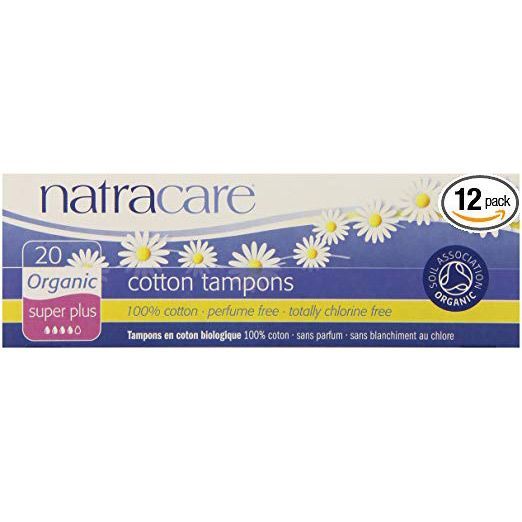 natracare®
12 pack
20
Organic
super plus
cotton tampons
100% cotton - perfume free - totally chlorine free
Tampons en coton biologique 100% coton - sans parfum - sans blanchiment au chlore
SOIL ASSOCIATION
ORGANIC